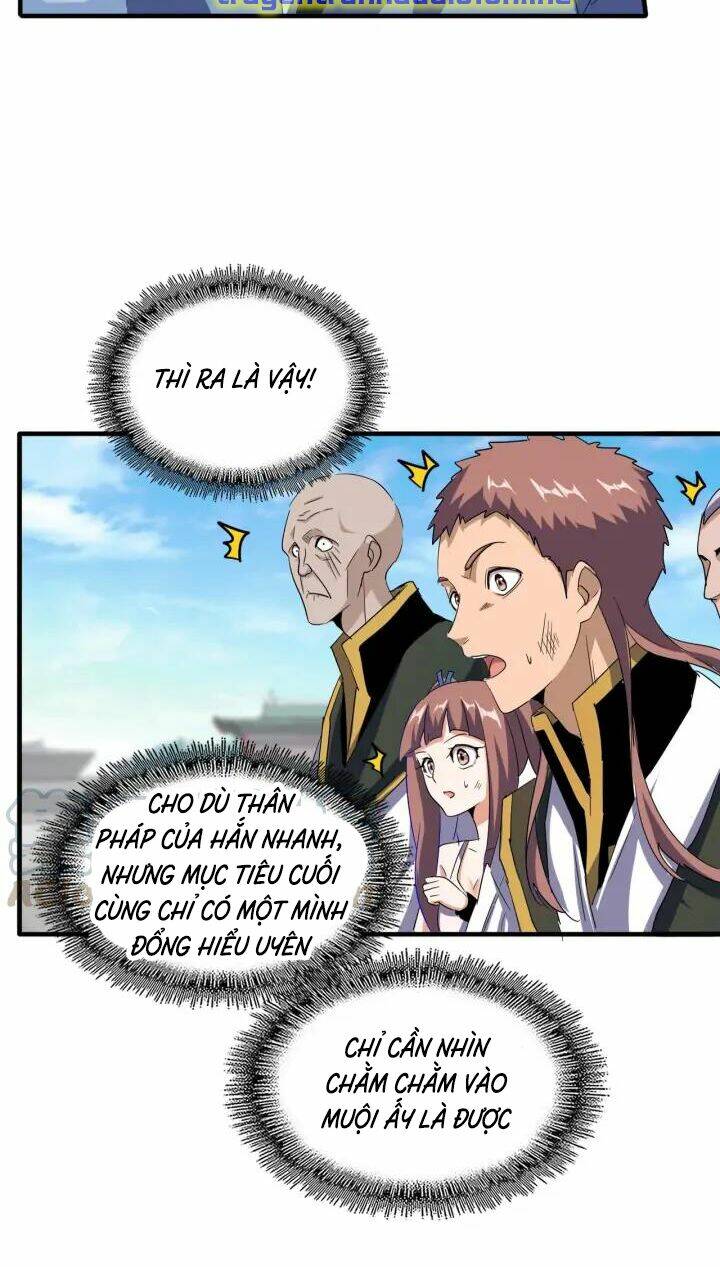 THÌ RA LÀ VẬY!
CHO DÙ THÂN
PHÁP CỦA HẮN NHANH,
NHƯNG MỤC TIÊU CUỐI
CÙNG CHỈ CÓ MỘT MÌNH
ĐỔNG HIỂU UYÊN
CHỈ CẦN NHÌN
CHẰM CHẰM VÀO
MUỘI ẤY LÀ ĐƯỢC